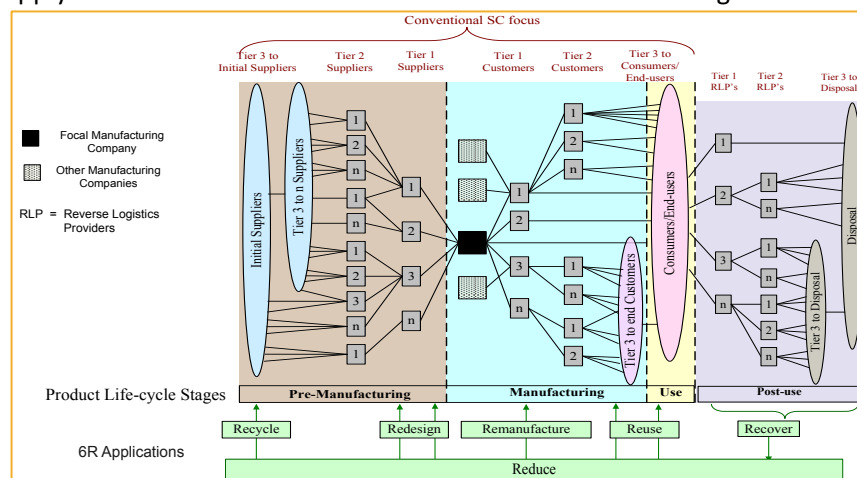 Conventional SC focus
Tier 3 to
Initial Suppliers
Tier 2
Suppliers
Tier 1
Suppliers
Tier 1
Customers
Tier 2
Customers
Tier 3 to
Consumers/
End-users
Tier 1
RLP's
Tier 2
RLP's
Tier 3 to
Disposal
Focal Manufacturing
Company
Other Manufacturing
Companies
RLP = Reverse Logistics
Providers
Initial Suppliers
Tier 3 to n Suppliers
1
2
n
1
n
1
2
3
n
1
1
2
3
n
1
2
3
n
1
2
n
1
n
1
2
Tier 3 to end Customers
Consumers/End-users
1
2
3
n
1
n
1
n
1
2
n
Tier 3 to Disposal
Disposal
Product Life-cycle Stages
Pre-Manufacturing
Manufacturing
Use
Post-use
Recycle
Redesign
Remanufacture
Reuse
Recover
6R Applications
Reduce